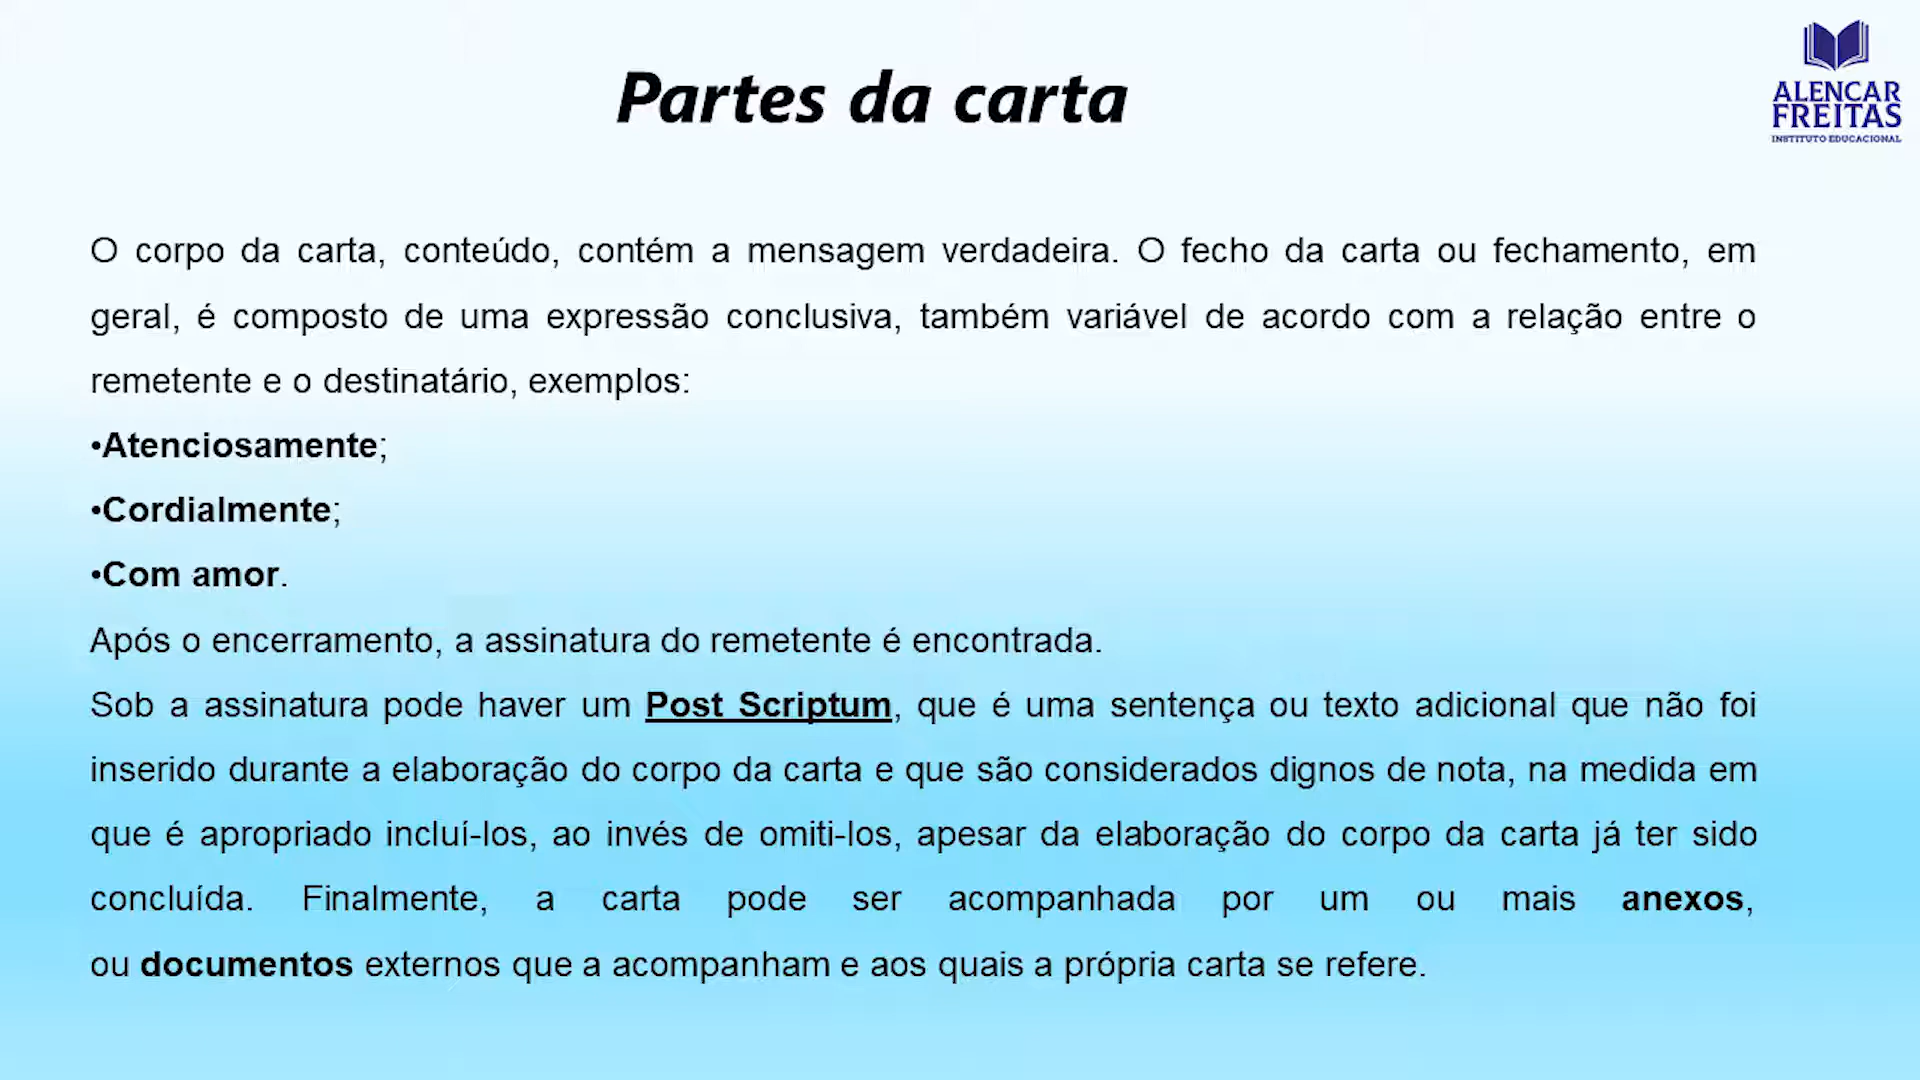 Partes da carta
ALENCAR
FREITAS
INSTITUTO EDUCACIONAL
O corpo da carta, conteúdo, contém a mensagem verdadeira. O fecho da carta ou fechamento, em
geral, é composto de uma expressão conclusiva, também variável de acordo com a relação entre o
remetente e o destinatário, exemplos:
•Atenciosamente;
•Cordialmente;
•Com amor.
Após o encerramento, a assinatura do remetente é encontrada.
Sob a assinatura pode haver um Post Scriptum, que é uma sentença ou texto adicional que não foi
inserido durante a elaboração do corpo da carta e que são considerados dignos de nota, na medida em
que é apropriado incluí-los, ao invés de omiti-los, apesar da elaboração do corpo da carta já ter sido
concluída. Finalmente, a carta pode ser acompanhada por um ou mais anexos,
ou documentos externos que a acompanham e aos quais a própria carta se refere.